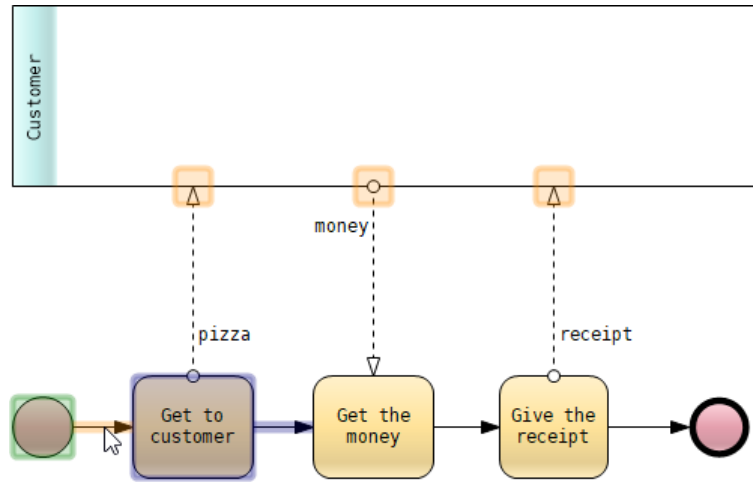 Customer
money
pizza
receipt
Get to
customer
Get the
money
Give the
receipt